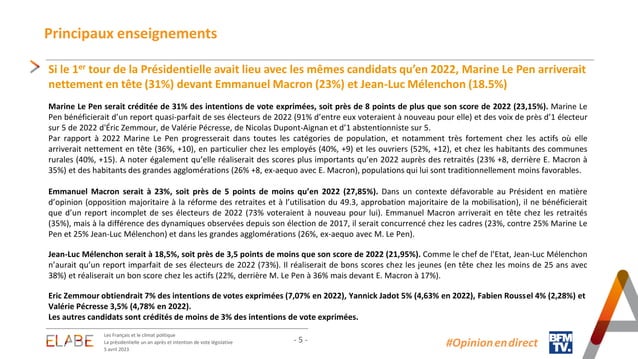 Principaux enseignements
Si le 1er tour de la Présidentielle avait lieu avec les mêmes candidats qu'en 2022, Marine Le Pen arriverait
nettement en tête (31%) devant Emmanuel Macron (23%) et Jean-Luc Mélenchon (18.5%)
Marine Le Pen serait créditée de 31% des intentions de vote exprimées, soit près de 8 points de plus que son score de 2022 (23,15%). Marine Le
Pen bénéficierait d'un report quasi-parfait de ses électeurs de 2022 (91% d'entre eux voteraient à nouveau pour elle) et des voix de près d'1 électeur
sur 5 de 2022 d'Éric Zemmour, de Valérie Pécresse, de Nicolas Dupont-Aignan et d'1 abstentionniste sur 5.
Par rapport à 2022 Marine Le Pen progresserait dans toutes les catégories de population, et notamment très fortement chez les actifs où elle
arriverait nettement en tête (36%, +10), en particulier chez les employés (40%, +9) et les ouvriers (52%, +12), et chez les habitants des communes
rurales (40%, +15). A noter également qu'elle réaliserait des scores plus importants qu'en 2022 auprès des retraités (23% +8, derrière E. Macron à
35%) et des habitants des grandes agglomérations (26% +8, ex-aequo avec E. Macron), populations qui lui sont traditionnellement moins favorables.
Emmanuel Macron serait à 23%, soit près de 5 points de moins qu'en 2022 (27,85%). Dans un contexte défavorable au Président en matière
d'opinion (opposition majoritaire à la réforme des retraites et à l'utilisation du 49.3, approbation majoritaire de la mobilisation), il ne bénéficierait
que d'un report incomplet de ses électeurs de 2022 (73% voteraient à nouveau pour lui). Emmanuel Macron arriverait en tête chez les retraités
(35%), mais à la différence des dynamiques observées depuis son élection de 2017, il serait concurrencé chez les cadres (23%, contre 25% Marine Le
Pen et 25% Jean-Luc Mélenchon) et dans les grandes agglomérations (26%, ex-aequo avec M. Le Pen).
Jean-Luc Mélenchon serait à 18,5%, soit près de 3,5 points de moins que son score de 2022 (21,95%). Comme le chef de l'Etat, Jean-Luc Mélenchon
n'aurait qu'un report imparfait de ses électeurs de 2022 (73%). Il réaliserait de bons scores chez les jeunes (en tête chez les moins de 25 ans avec
38%) et réaliserait un bon score chez les actifs (22%, derrière M. Le Pen à 36% mais devant E. Macron à 17%).
Eric Zemmour obtiendrait 7% des intentions de votes exprimées (7,07% en 2022), Yannick Jadot 5% (4,63% en 2022), Fabien Roussel 4% (2,28%) et
Valérie Pécresse 3,5% (4,78% en 2022).
Les autres candidats sont crédités de moins de 3% des intentions de vote exprimées.
ELABE
Les Français et le climat politique
La présidentielle un an après et intention de vote législative
5 avril 2023
- 5 -
#Opinion en direct
BFM
TV.